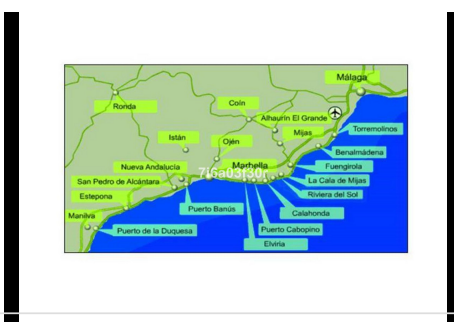 Málaga
Ronda
Coín
Alhaurín El Grande
Torremolinos
Istán
Ojén
Mijas
Benalmádena
Nueva Andalucía
Marbella
Fuengirola
San Pedro de Alcántara
La Cala de Mijas
Estepona
Riviera del Sol
Puerto Banús
Calahonda
Manilva
Puerto de la Duquesa
Puerto Cabopino
Elviria